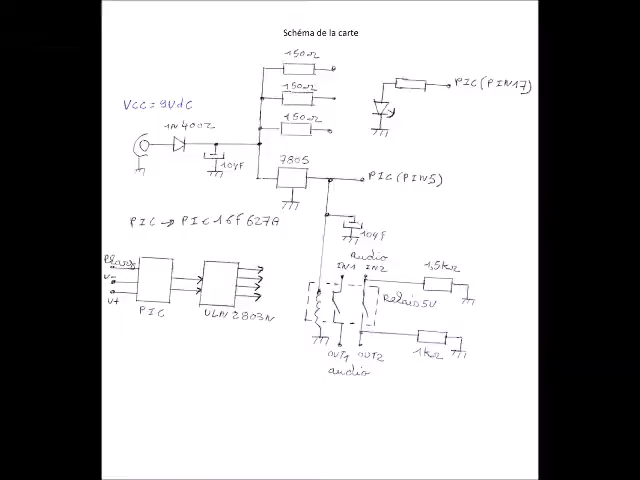 Schéma de la carte
150Ω
150Ω
150Ω
PIC (PIN17)
VCC = 9VdC
1N4002
10µF
7805
PIC (PIN5)
PIC → PIC16F627A
10µF
audio
IN1 IN2
1,5kΩ
V-
V+
PIC
ULN2803N
Relais 5V
1kΩ
OUT1 OUT2
audio